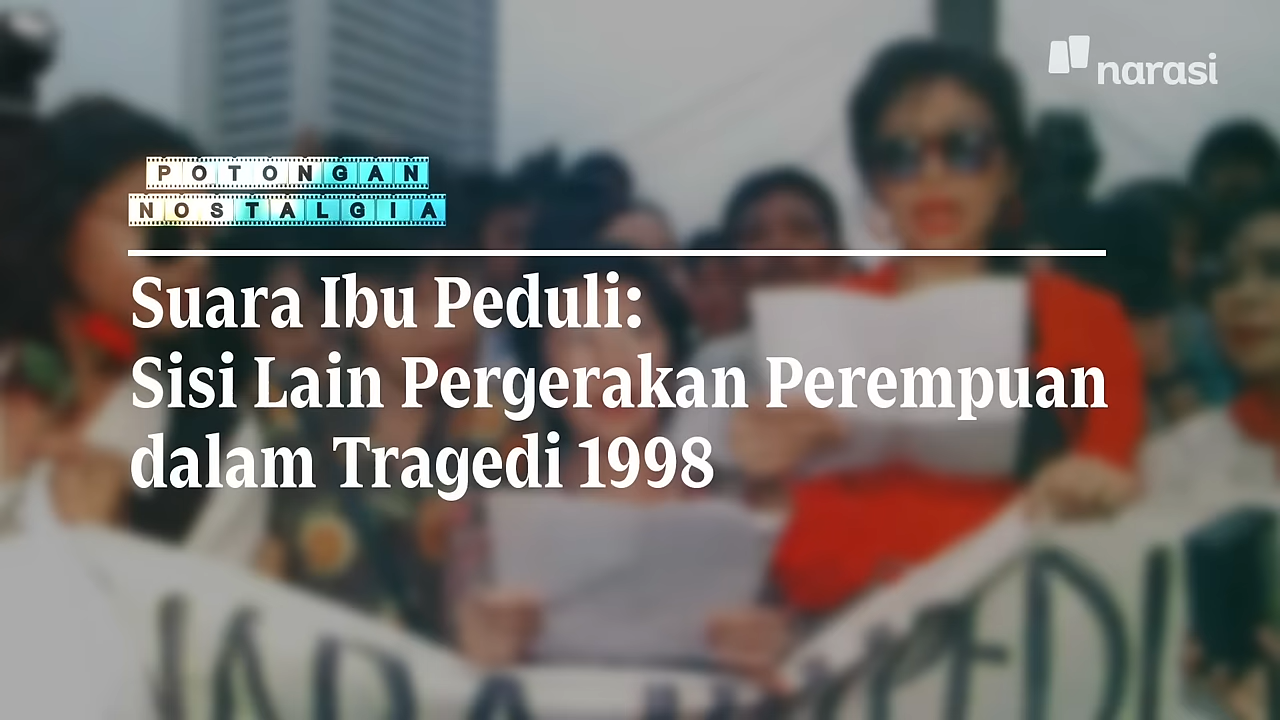 narasi
POTONGAN
NOSTALGIA
Suara Ibu Peduli:
Sisi Lain Pergerakan Perempuan
dalam Tragedi 1998